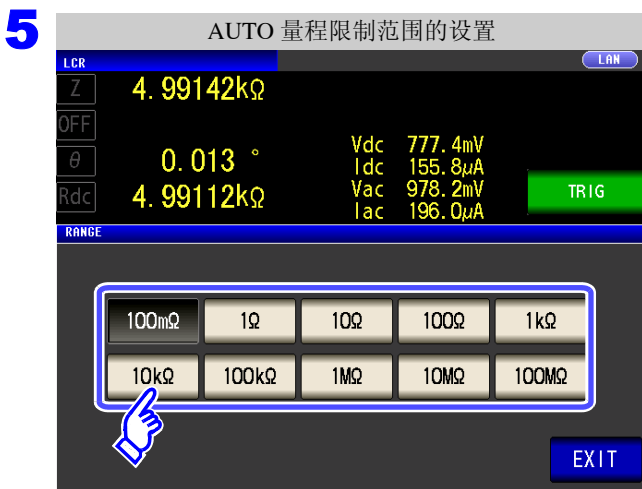 5
AUTO 量程限制范围的设置
LCR
LAN
Z 4.99142kΩ
OFF
θ 0.013 °
Rdc 4.99112kΩ
Vdc 777.4mV
Idc 155.8μA
Vac 978.2mV
Iac 196.0μA
TRIG
RANGE
100mΩ 1Ω 10Ω 100Ω 1kΩ
10kΩ 100kΩ 1MΩ 10MΩ 100MΩ
EXIT